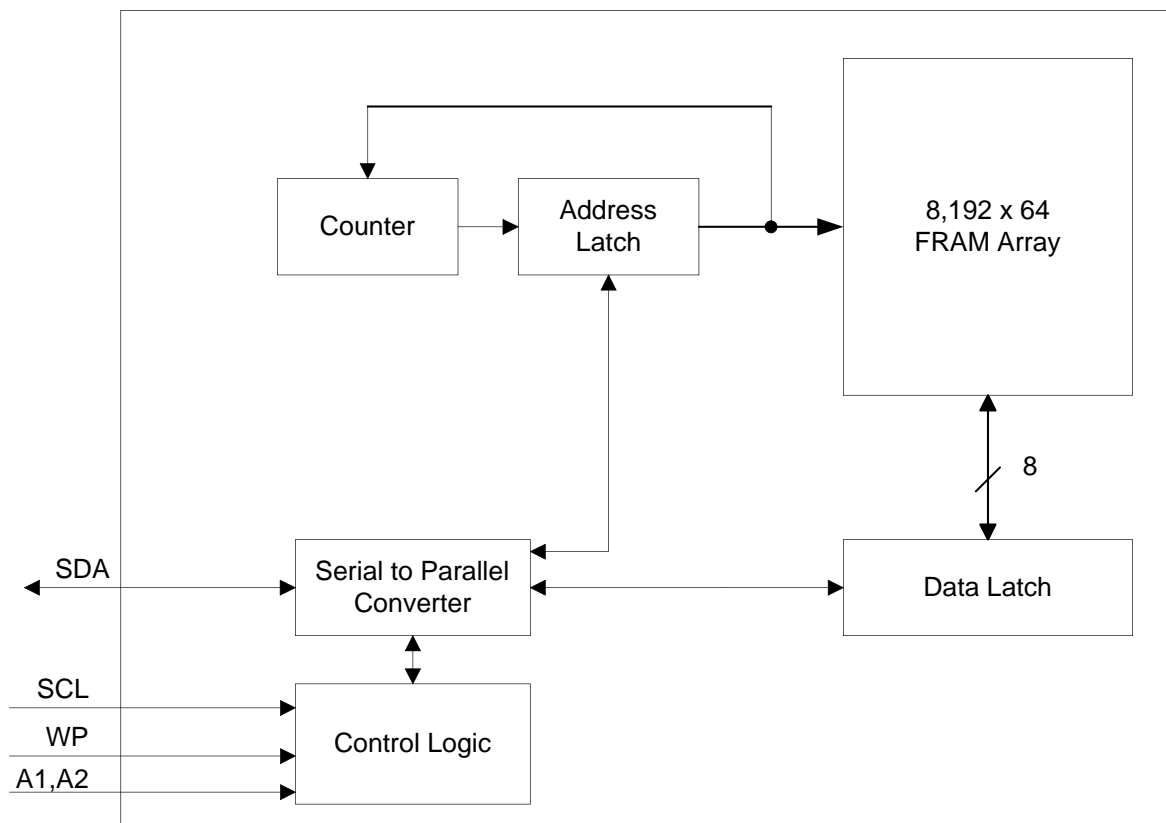 Counter
Address
Latch
8,192 x 64
FRAM Array
8
SDA
Serial to Parallel
Converter
Data Latch
SCL
WP
A1,A2
Control Logic